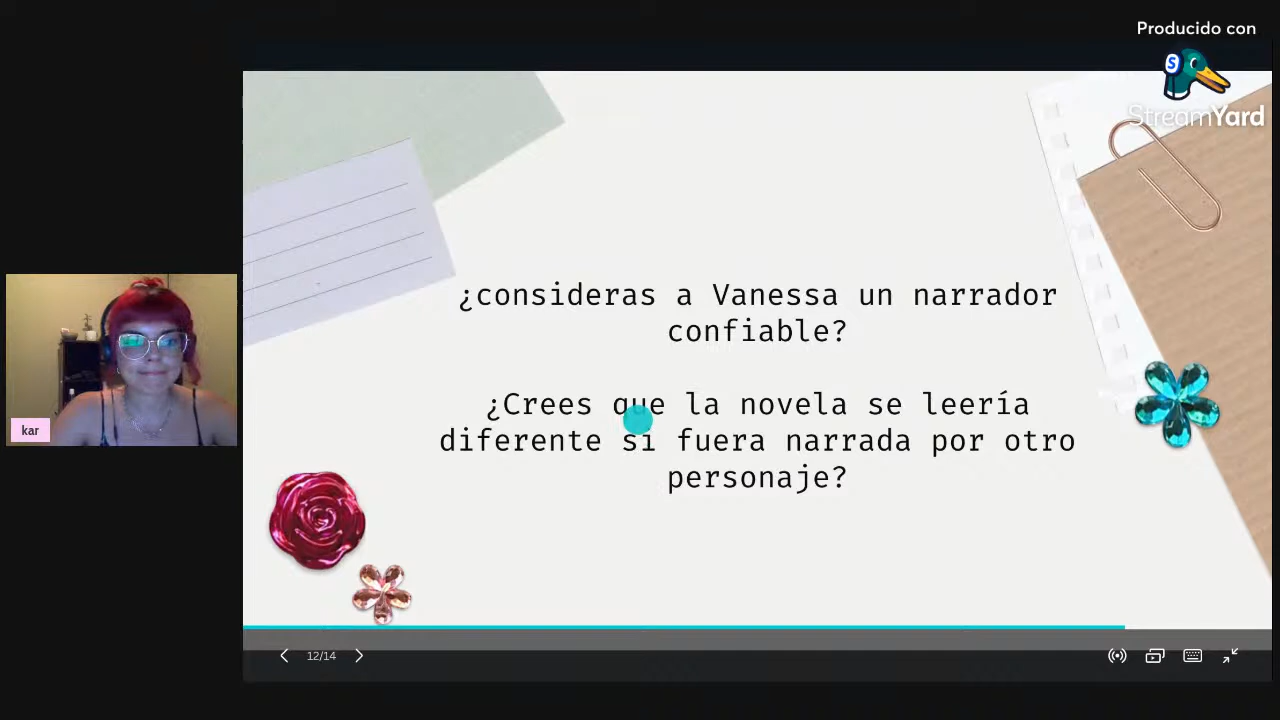 Producido con
S
StreamYard
¿consideras a Vanessa un narrador
confiable?
¿Crees que la novela se leería
diferente si fuera narrada por otro
personaje?
kar
12/14